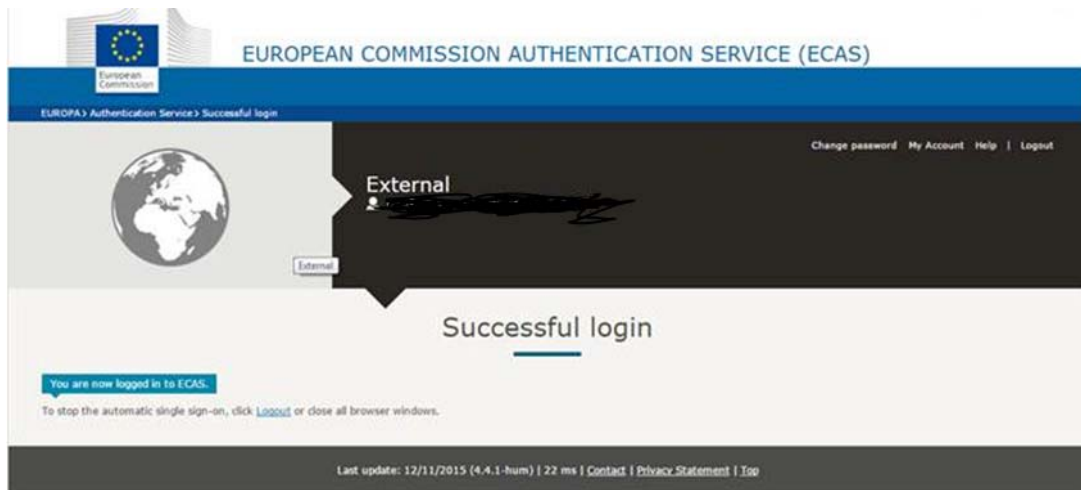 European
Commission
EUROPEAN COMMISSION AUTHENTICATION SERVICE (ECAS)
EUROPA > Authentication Service > Successful login
Change password My Account Help | Logout
External
External
Successful login
You are now logged in to ECAS.
To stop the automatic single sign-on, click Logout or close all browser windows.
Last update: 12/11/2015 (4.4.1-hum) | 22 ms | Contact | Privacy Statement | Top